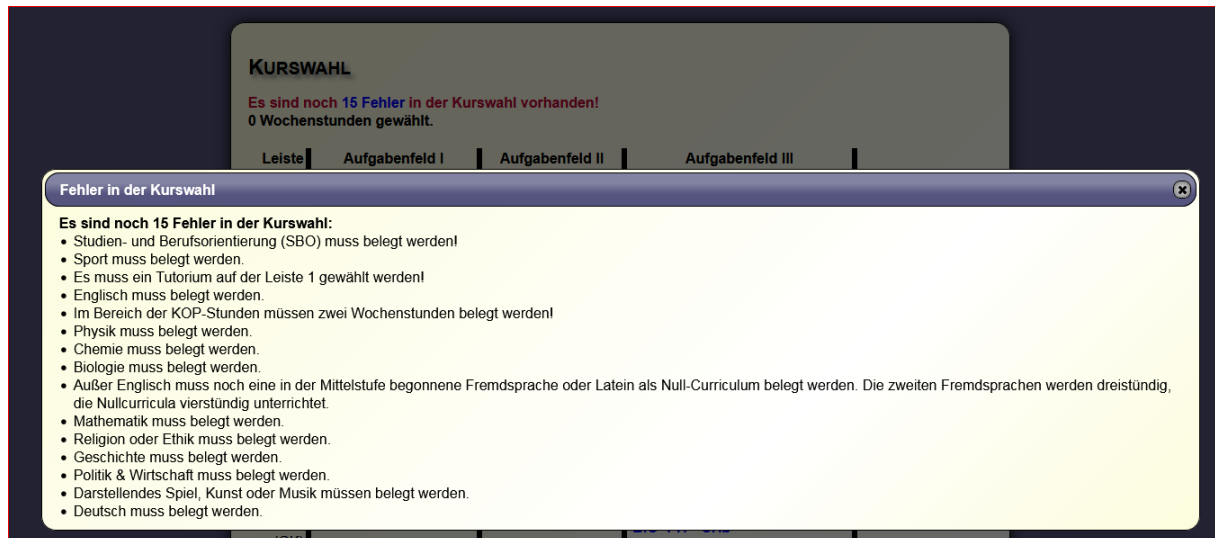 KURSWAHL
Es sind noch 15 Fehler in der Kurswahl vorhanden!
0 Wochenstunden gewählt.
Leiste Aufgabenfeld I Aufgabenfeld II Aufgabenfeld III
Fehler in der Kurswahl
Es sind noch 15 Fehler in der Kurswahl:
• Studien- und Berufsorientierung (SBO) muss belegt werden!
• Sport muss belegt werden.
• Es muss ein Tutorium auf der Leiste 1 gewählt werden!
• Englisch muss belegt werden.
• Im Bereich der KOP-Stunden müssen zwei Wochenstunden belegt werden!
• Physik muss belegt werden.
• Chemie muss belegt werden.
• Biologie muss belegt werden.
• Außer Englisch muss noch eine in der Mittelstufe begonnene Fremdsprache oder Latein als Null-Curriculum belegt werden. Die zweiten Fremdsprachen werden dreistündig,
die Nullcurricula vierstündig unterrichtet.
• Mathematik muss belegt werden.
• Religion oder Ethik muss belegt werden.
• Geschichte muss belegt werden.
• Politik & Wirtschaft muss belegt werden.
• Darstellendes Spiel, Kunst oder Musik müssen belegt werden.
• Deutsch muss belegt werden.